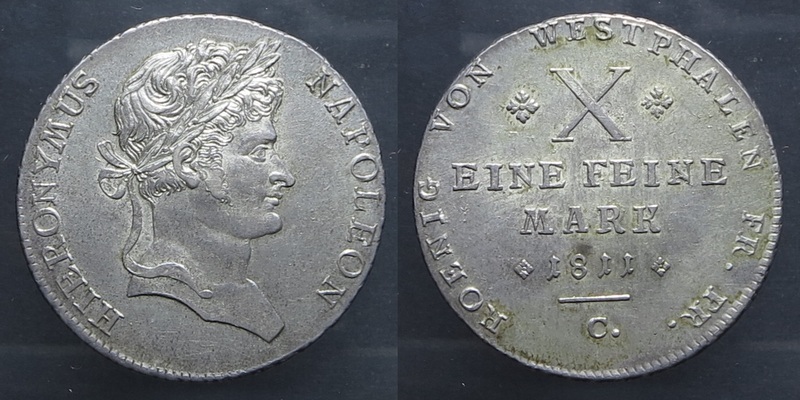 HIERONYMUS NAPOLEON
KOENIG VON WESTPHALEN FR. PR.
X
EINE FEINE
MARK
1811
C.